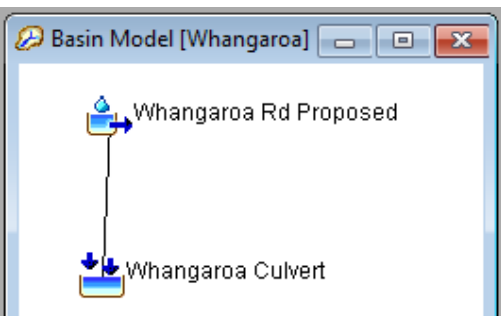 Basin Model [Whangaroa]
Whangaroa Rd Proposed
Whangaroa Culvert